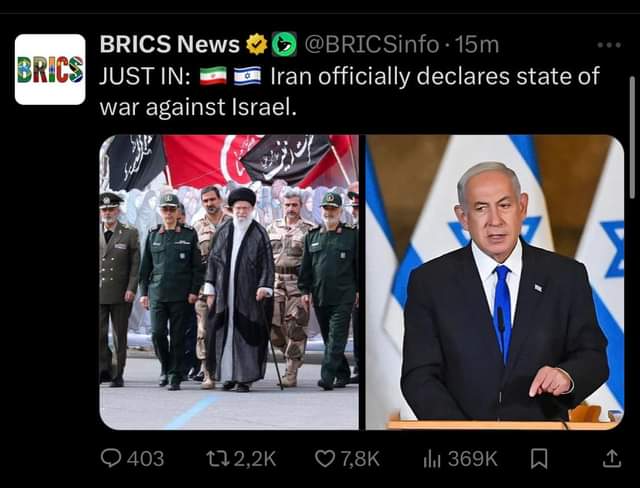 BRICS
BRICS News @BRICSinfo · 15m
JUST IN: 🇮🇷 🇮🇱 Iran officially declares state of
war against Israel.
403 2,2K 7,8K 369K